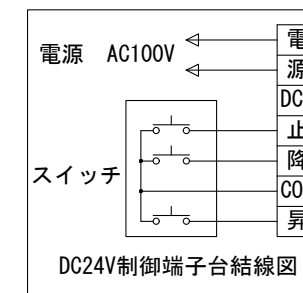 電源 AC100V
電
源
DC
止
降
CO
昇
スイッチ
DC24V制御端子台結線図